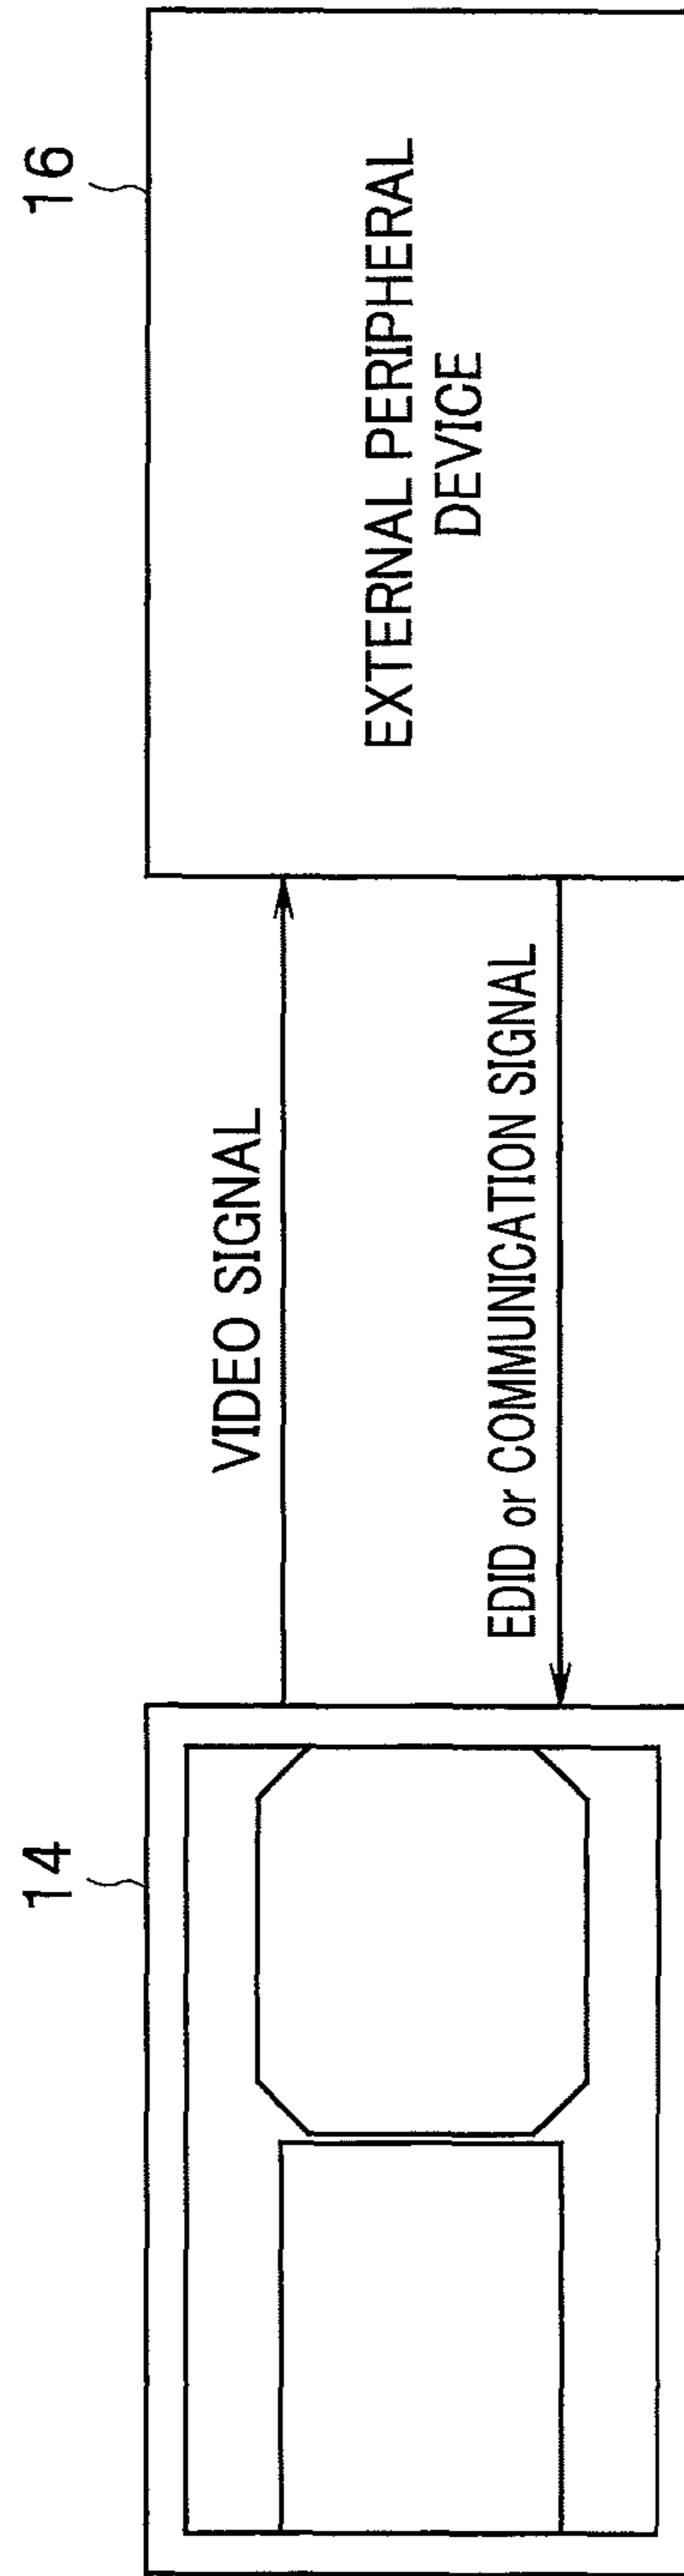 14
16
VIDEO SIGNAL
EDID or COMMUNICATION SIGNAL
EXTERNAL PERIPHERAL
DEVICE